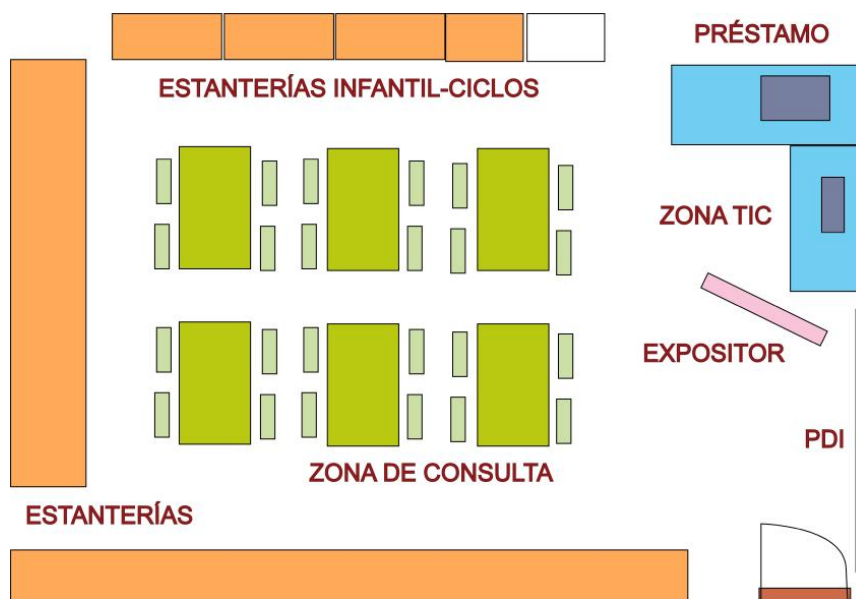 PRÉSTAMO
ESTANTERÍAS INFANTIL-CICLOS
ZONA TIC
EXPOSITOR
PDI
ZONA DE CONSULTA
ESTANTERÍAS